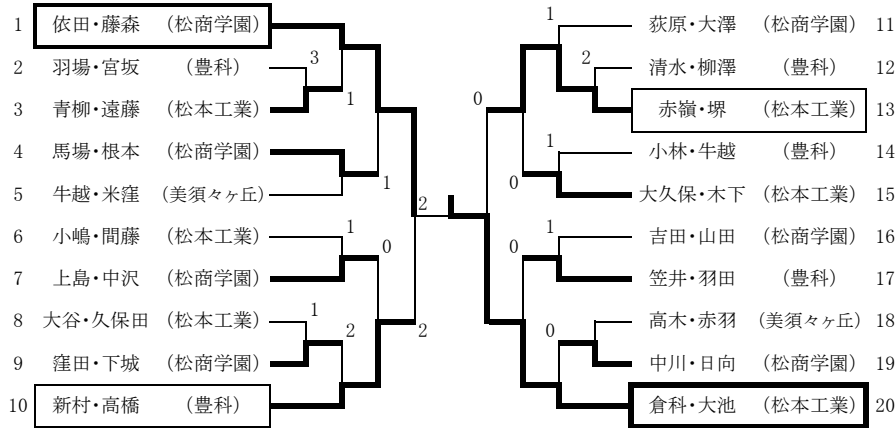 1 依田・藤森 (松商学園)
2 羽場・宮坂 (豊科)
3 青柳・遠藤 (松本工業)
4 馬場・根本 (松商学園)
5 牛越・米窪 (美須々ヶ丘)
6 小嶋・間藤 (松本工業)
7 上島・中沢 (松商学園)
8 大谷・久保田 (松本工業)
9 窪田・下城 (松商学園)
10 新村・高橋 (豊科)
3
1
1
2
1
0
1
2
2
1
2
0
1
0
1
0
0
荻原・大澤 (松商学園) 11
清水・柳澤 (豊科) 12
赤嶺・堺 (松本工業) 13
小林・牛越 (豊科) 14
大久保・木下 (松本工業) 15
吉田・山田 (松商学園) 16
笠井・羽田 (豊科) 17
高木・赤羽 (美須々ヶ丘) 18
中川・日向 (松商学園) 19
倉科・大池 (松本工業) 20